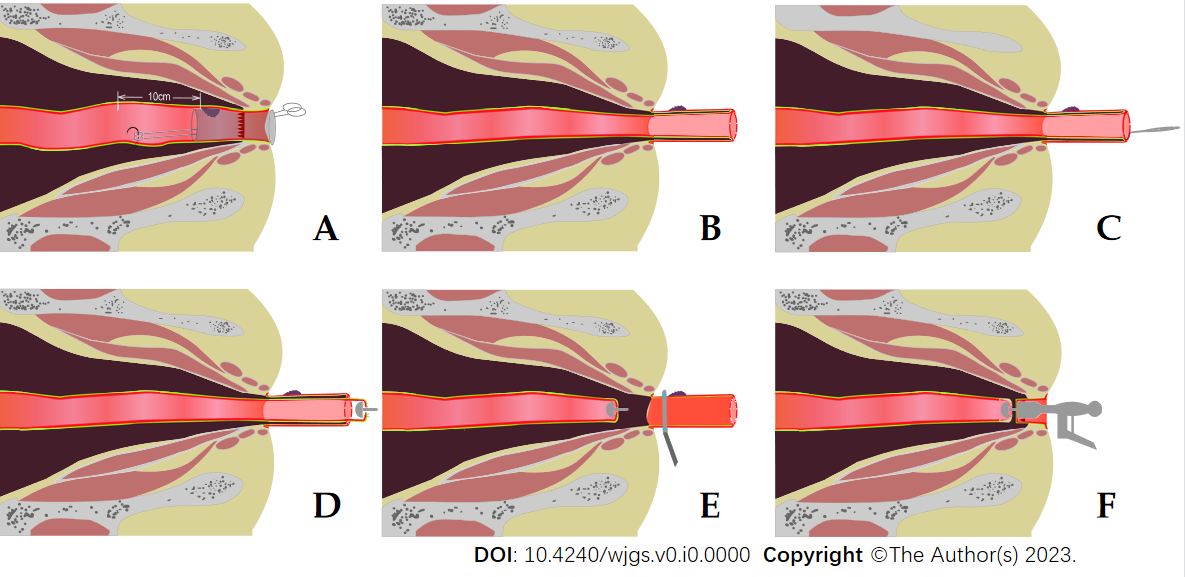 10cm
A
B
C
D
E
F
DOI: 10.4240/wjgs.v0.i0.0000 Copyright ©The Author(s) 2023.